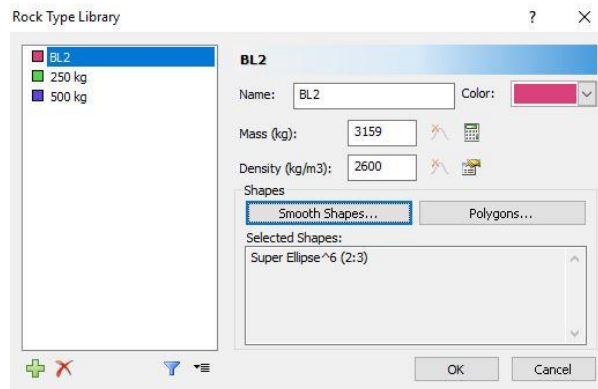 Rock Type Library
?
BL2
250 kg
500 kg
BL2
Name: BL2 Color:
Mass (kg): 3159
Density (kg/m3): 2600
Shapes
Smooth Shapes... Polygons...
Selected Shapes:
Super Ellipse^6 (2:3)
OK Cancel